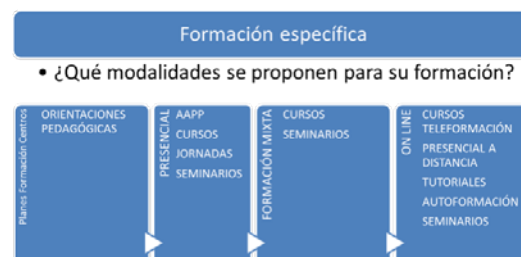 Formación específica
• ¿Qué modalidades se proponen para su formación?
Planes Formación Centros
ORIENTACIONES
PEDAGÓGICAS
PRESENCIAL
AAPP
CURSOS
JORNADAS
SEMINARIOS
FORMACIÓN MIXTA
CURSOS
SEMINARIOS
ON LINE
CURSOS
TELEFORMACIÓN
PRESENCIAL A
DISTANCIA
TUTORIALES
AUTOFORMACIÓN
SEMINARIOS